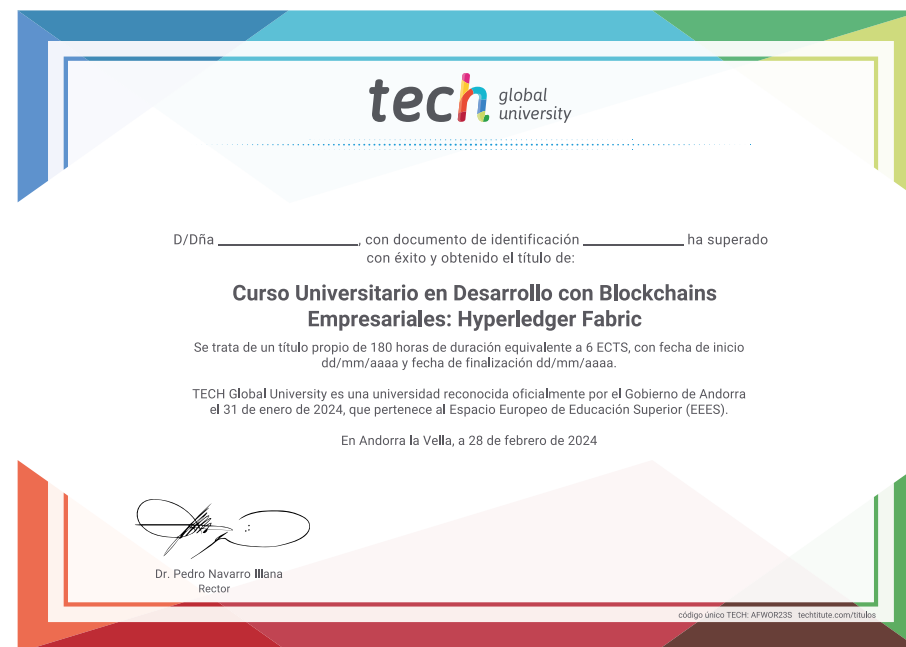 tech global university
D/Dña ____________________, con documento de identificación ______________ ha superado
con éxito y obtenido el título de:
Curso Universitario en Desarrollo con Blockchains
Empresariales: Hyperledger Fabric
Se trata de un título propio de 180 horas de duración equivalente a 6 ECTS, con fecha de inicio
dd/mm/aaaa y fecha de finalización dd/mm/aaaa.
TECH Global University es una universidad reconocida oficialmente por el Gobierno de Andorra
el 31 de enero de 2024, que pertenece al Espacio Europeo de Educación Superior (EEES).
En Andorra la Vella, a 28 de febrero de 2024
Dr. Pedro Navarro Illana
Rector
código único TECH: AFWOR23S techtitute.com/titulos